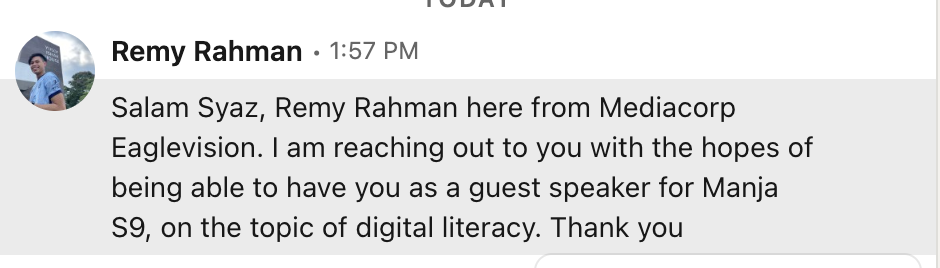 TODAY
Remy Rahman • 1:57 PM
Salam Syaz, Remy Rahman here from Mediacorp
Eaglevision. I am reaching out to you with the hopes of
being able to have you as a guest speaker for Manja
S9, on the topic of digital literacy. Thank you